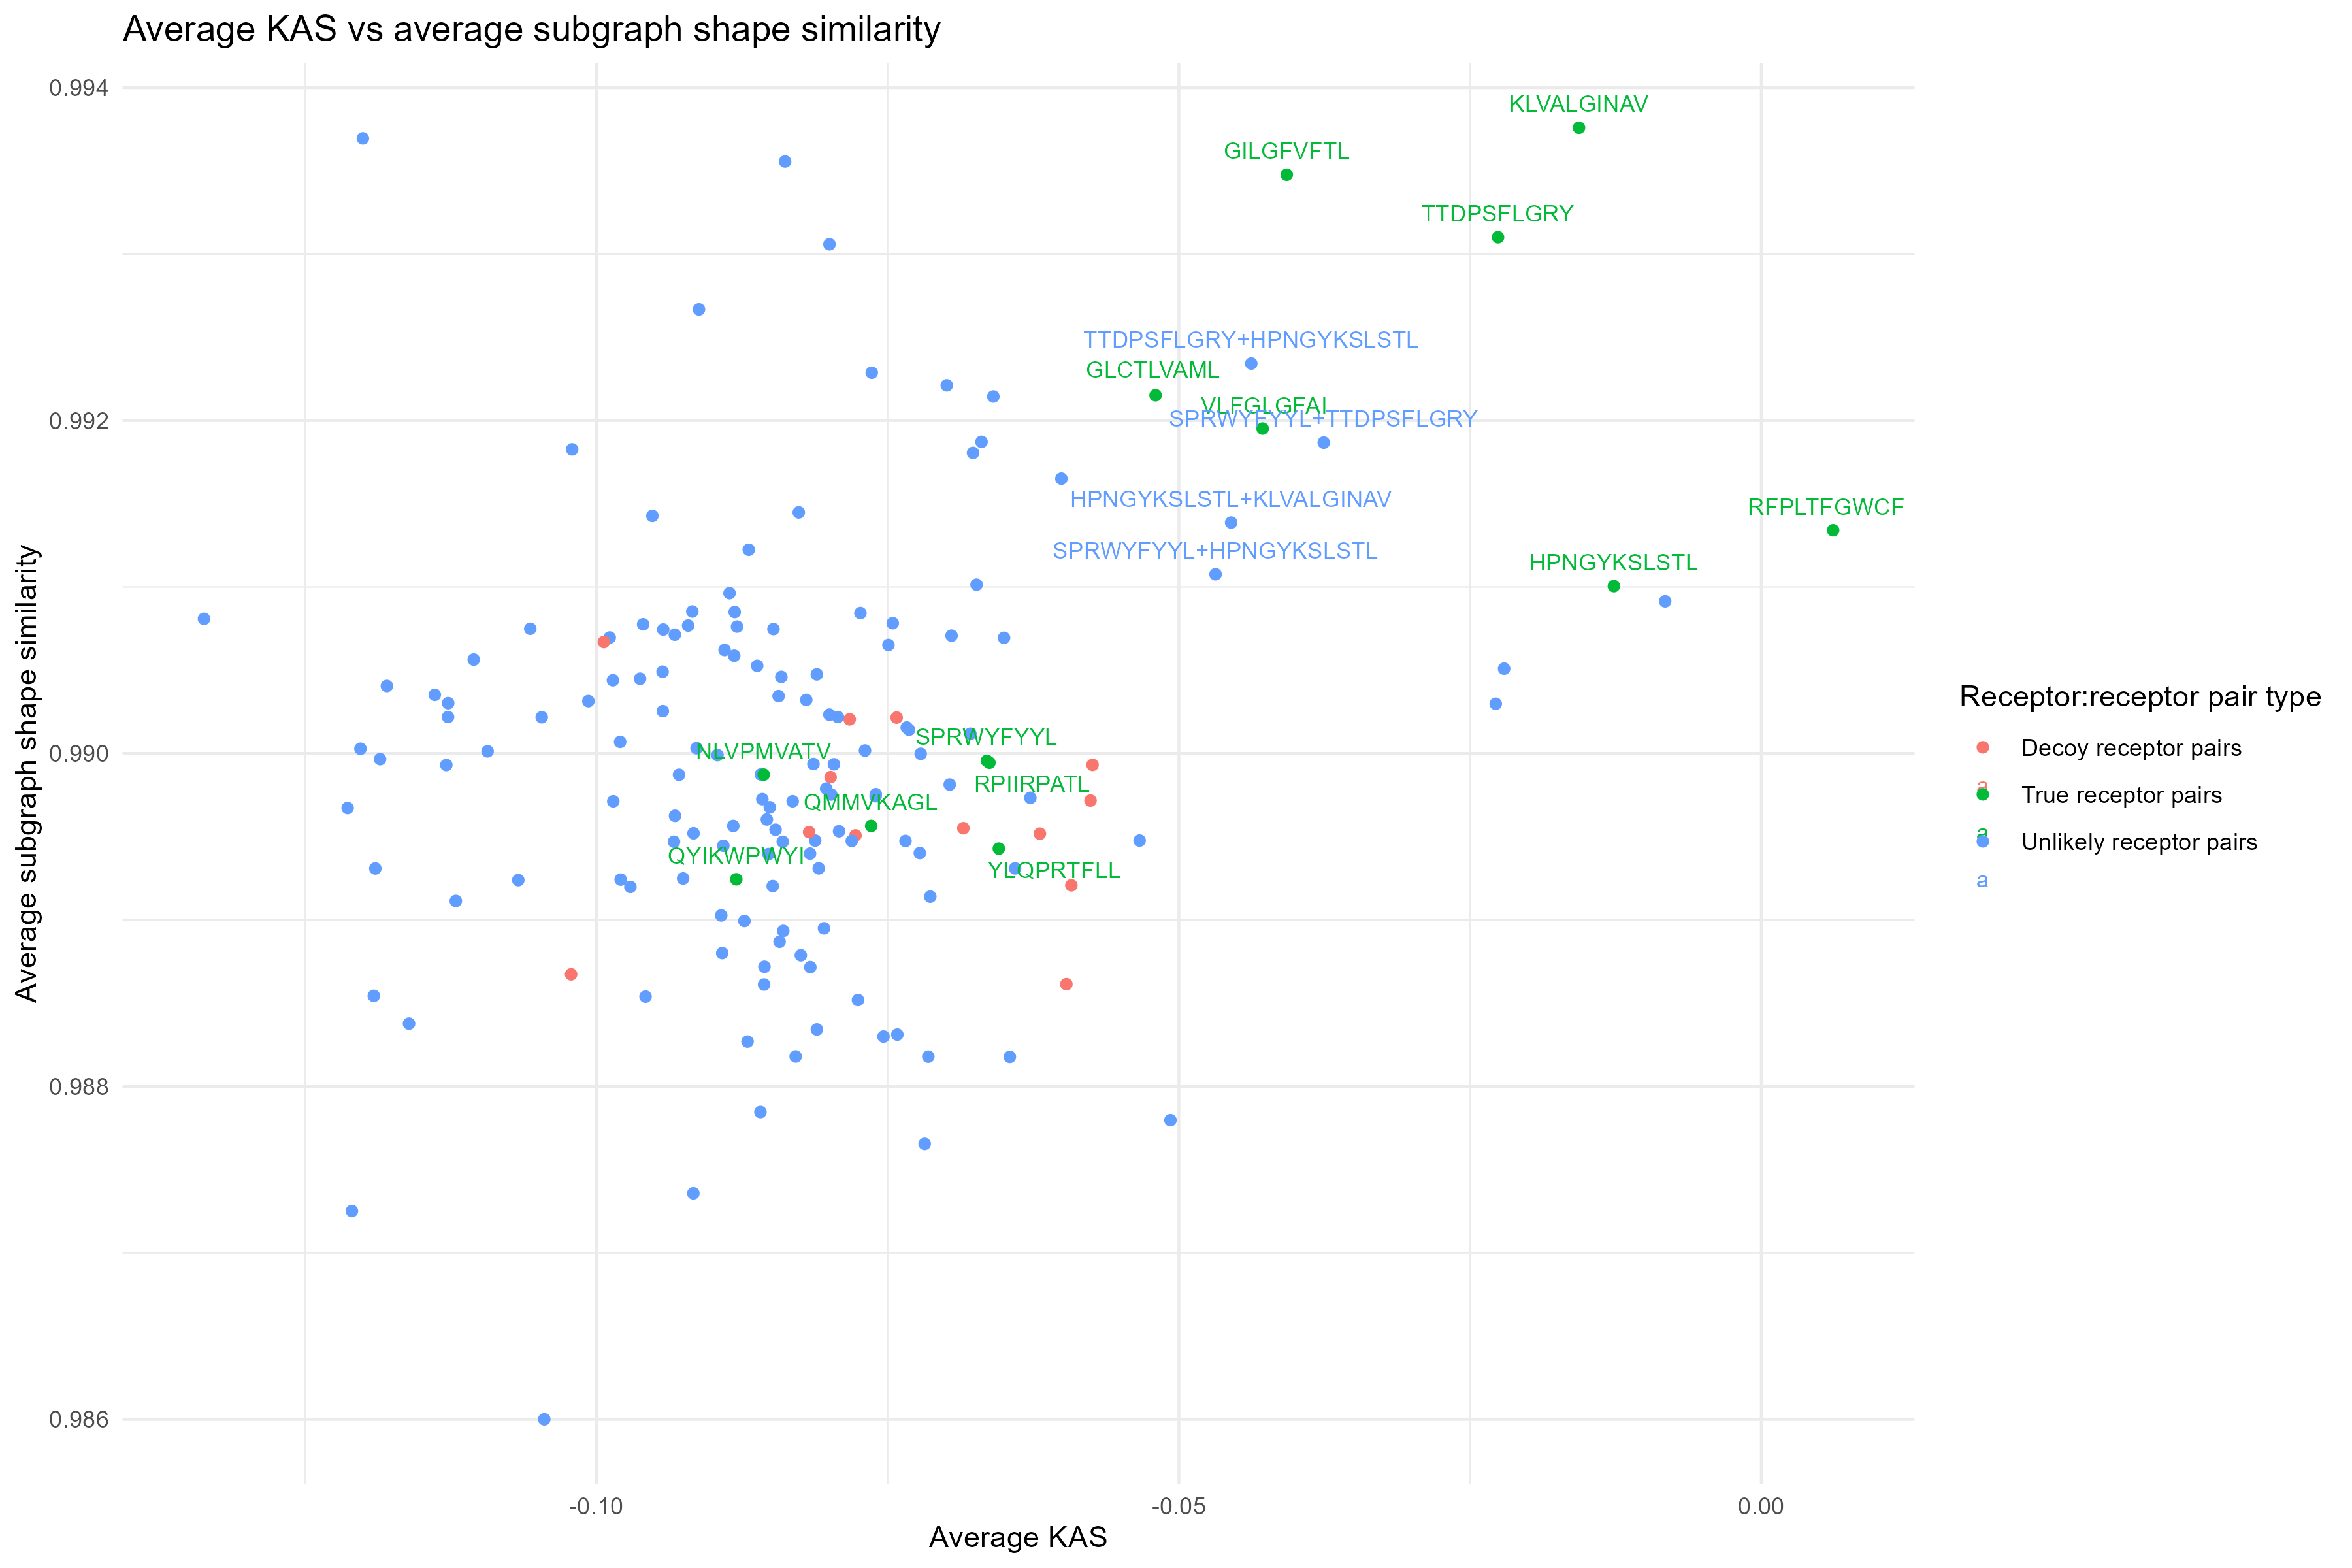 Average KAS vs average subgraph shape similarity
0.994
KLVALGINAV
GILGFVFTL
TTDPSFLGRY
TTDPSFLGRY+HPNGYKSLSTL
GLCTLVAML
VLFGLGFAI
0.992
SPRWYFYYL+TTDPSFLGRY
HPNGYKSLSTL+KLVALGINAV
RFPLTFGWCF
SPRWYFYYL+HPNGYKSLSTL
HPNGYKSLSTL
Average subgraph shape similarity
Receptor:receptor pair type
SPRWYFYYL
NLVPMVATV
0.990
Decoy receptor pairs
a
RPIIRPATL
True receptor pairs
QMMVKAGL
a
Unlikely receptor pairs
QYIKWPWYI
YLQPRTFLL
a
0.988
0.986
-0.10
-0.05
0.00
Average KAS